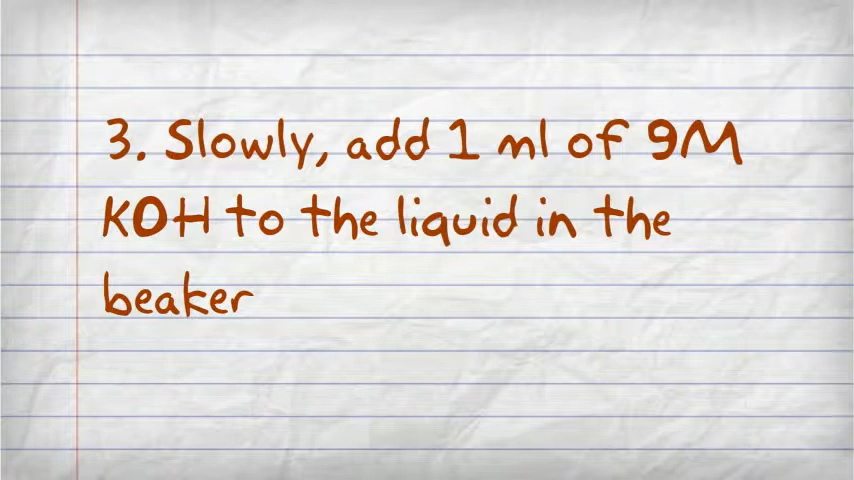 3. Slowly, add 1 ml of 9M
KOH to the liquid in the
beaker